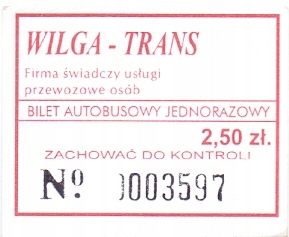 WILGA - TRANS
Firma świadczy usługi
przewozowe osób
BILET AUTOBUSOWY JEDNORAZOWY
2,50 zł.
ZACHOWAĆ DO KONTROLI
Nº 0003597